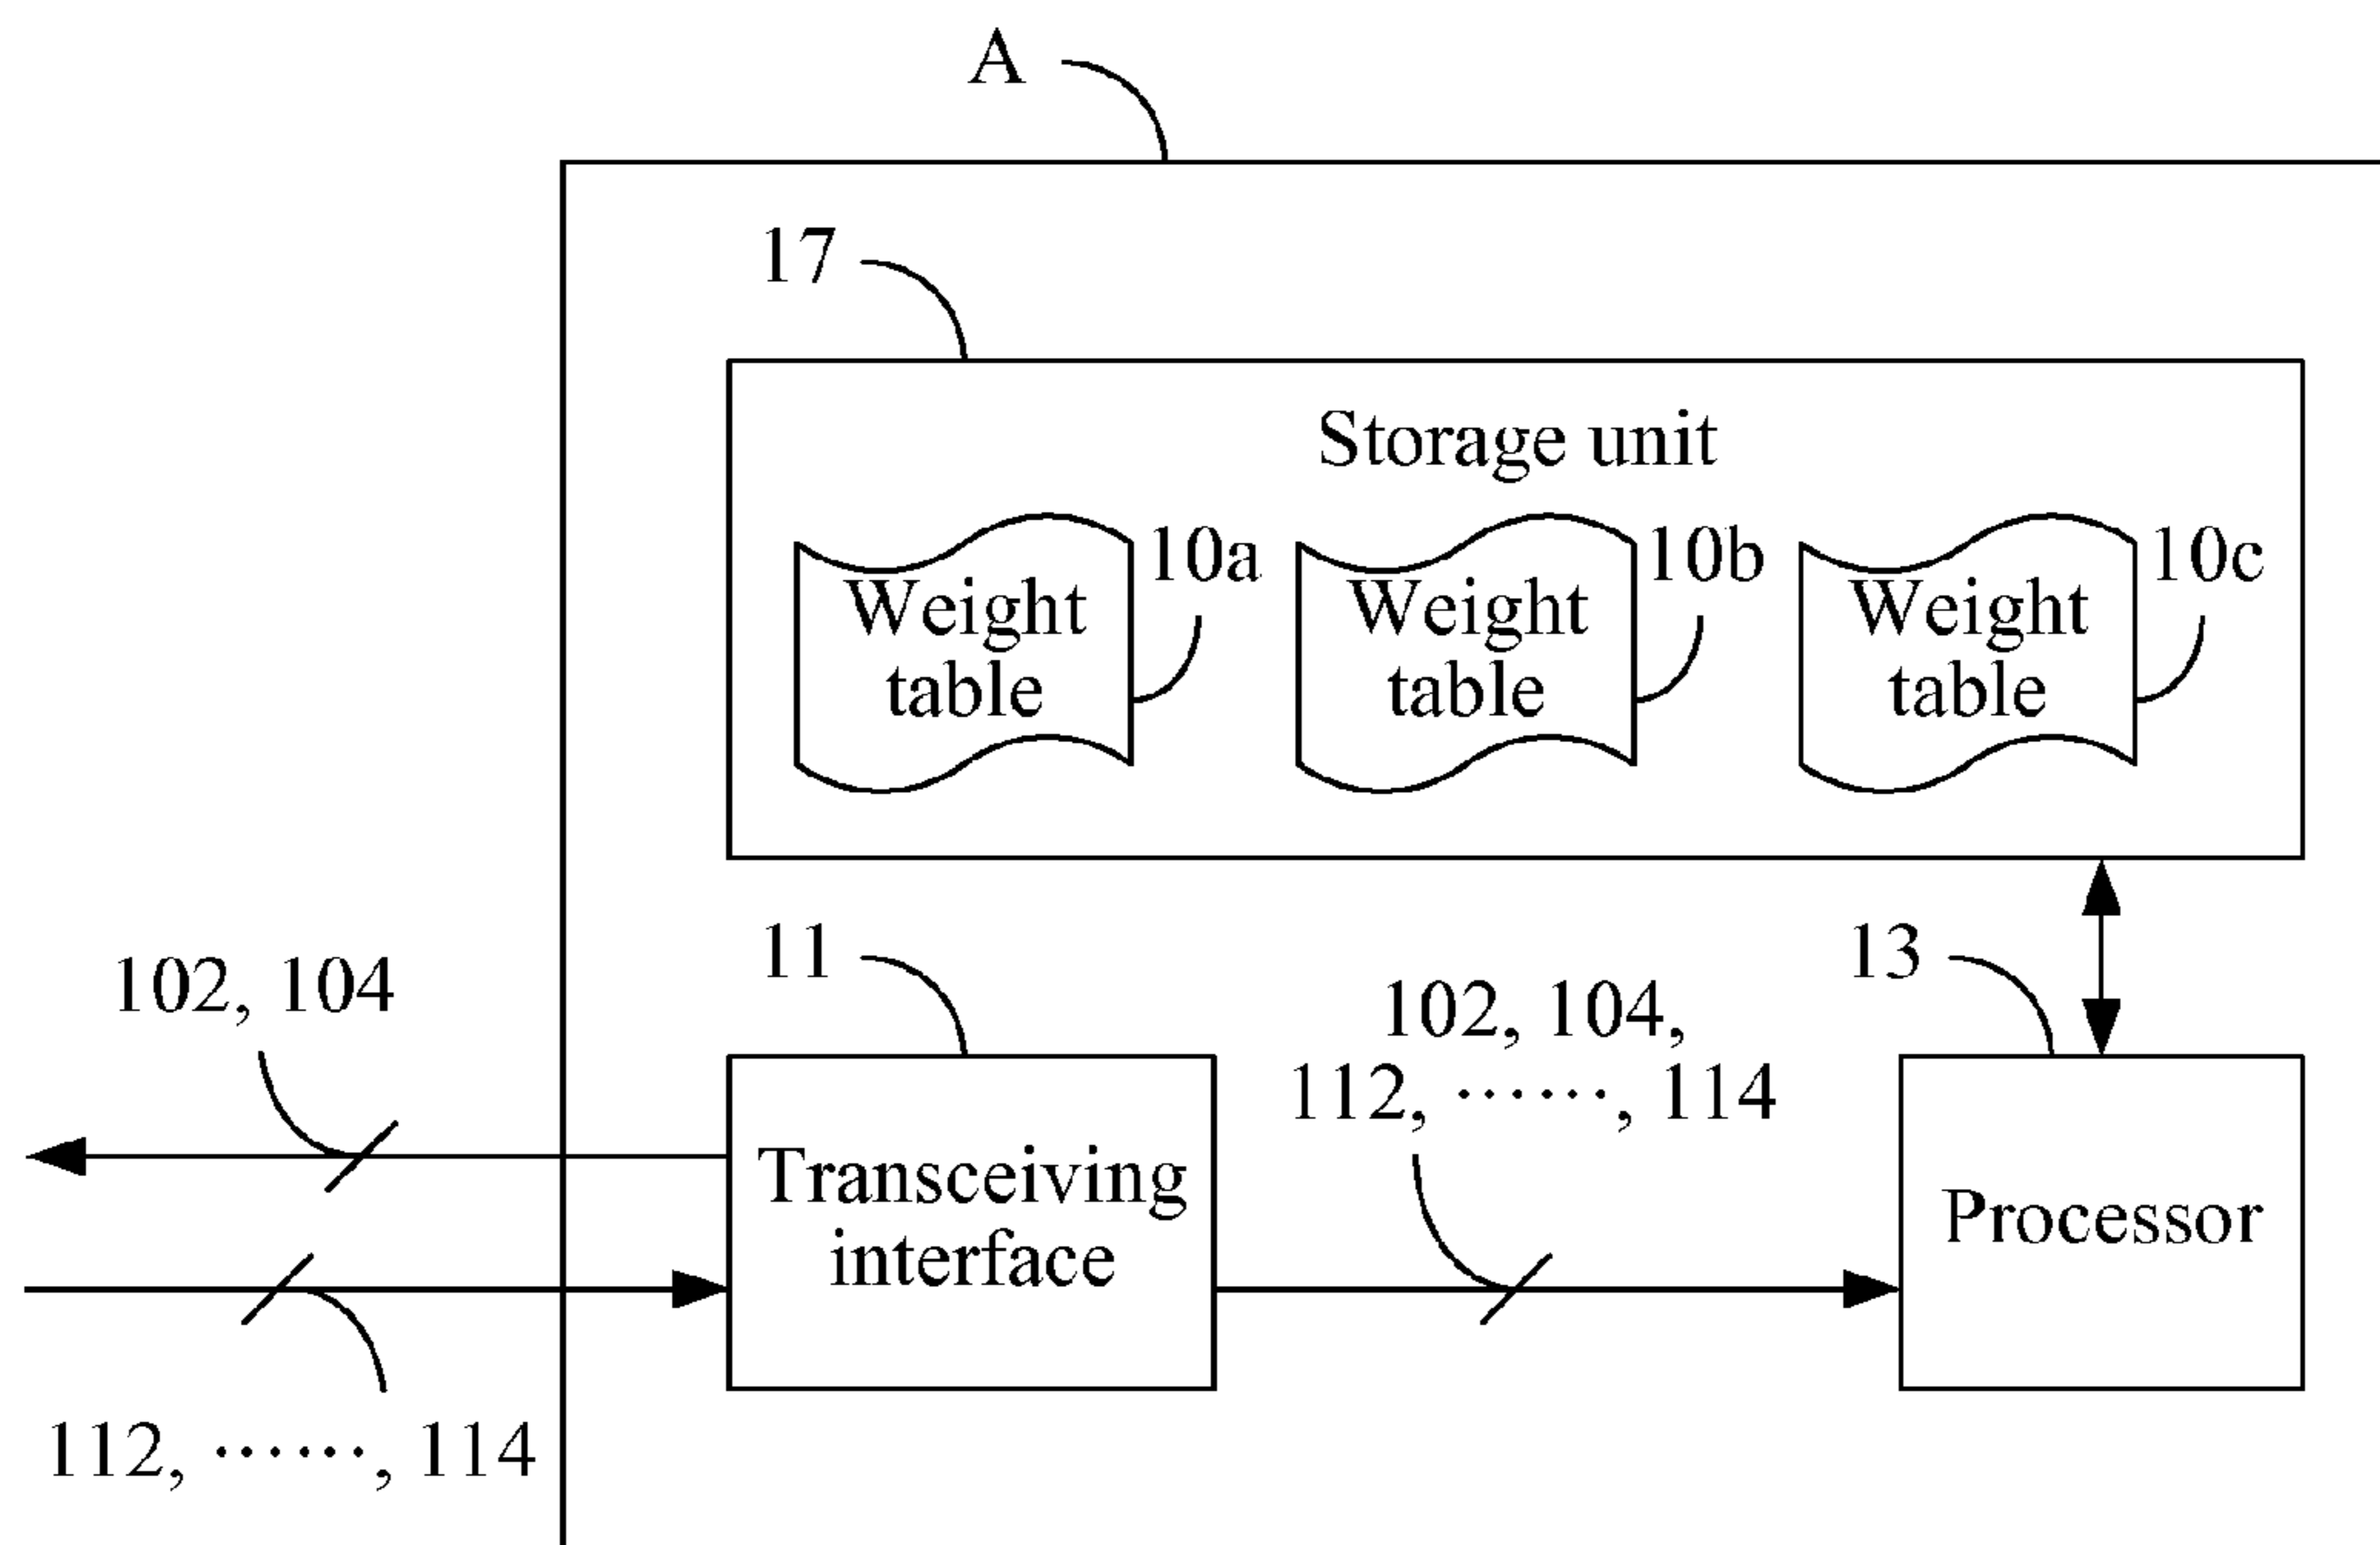 A
17
Storage unit
10a
10b
10c
Weight
table
Weight
table
Weight
table
102, 104
11
102, 104,
112, ······, 114
13
Transceiving
interface
Processor
112, ······, 114